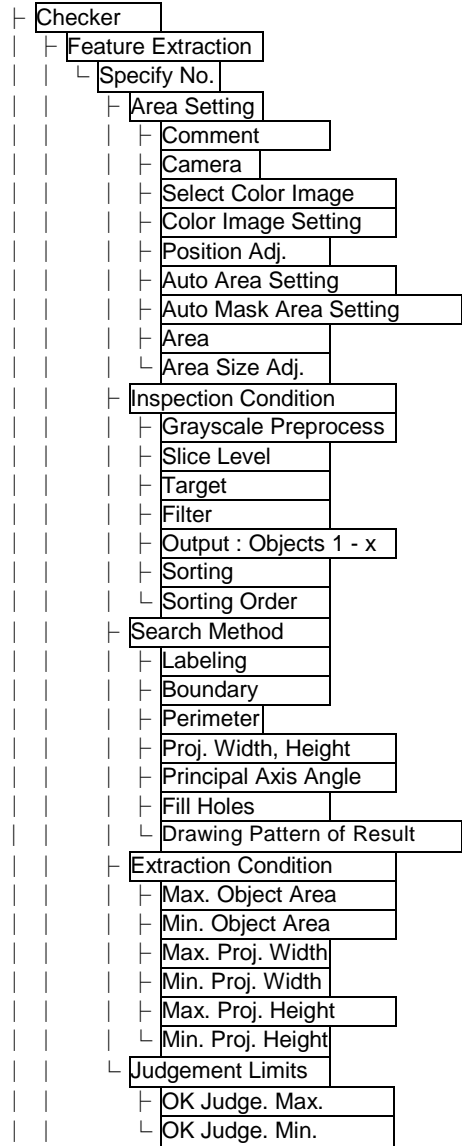 Checker
Feature Extraction
Specify No.
Area Setting
Comment
Camera
Select Color Image
Color Image Setting
Position Adj.
Auto Area Setting
Auto Mask Area Setting
Area
Area Size Adj.
Inspection Condition
Grayscale Preprocess
Slice Level
Target
Filter
Output : Objects 1 - x
Sorting
Sorting Order
Search Method
Labeling
Boundary
Perimeter
Proj. Width, Height
Principal Axis Angle
Fill Holes
Drawing Pattern of Result
Extraction Condition
Max. Object Area
Min. Object Area
Max. Proj. Width
Min. Proj. Width
Max. Proj. Height
Min. Proj. Height
Judgement Limits
OK Judge. Max.
OK Judge. Min.